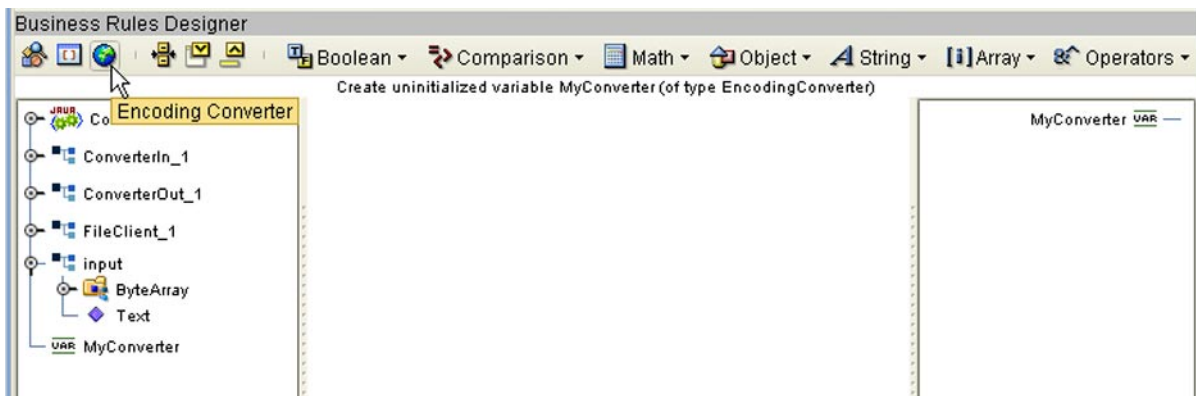 Business Rules Designer
Boolean Comparison Math Object String [i] Array Operators
Create uninitialized variable MyConverter (of type EncodingConverter)
Encoding Converter
JAVA Co
MyConverter VAR
ConverterIn_1
ConverterOut_1
FileClient_1
input
ByteArray
Text
VAR MyConverter